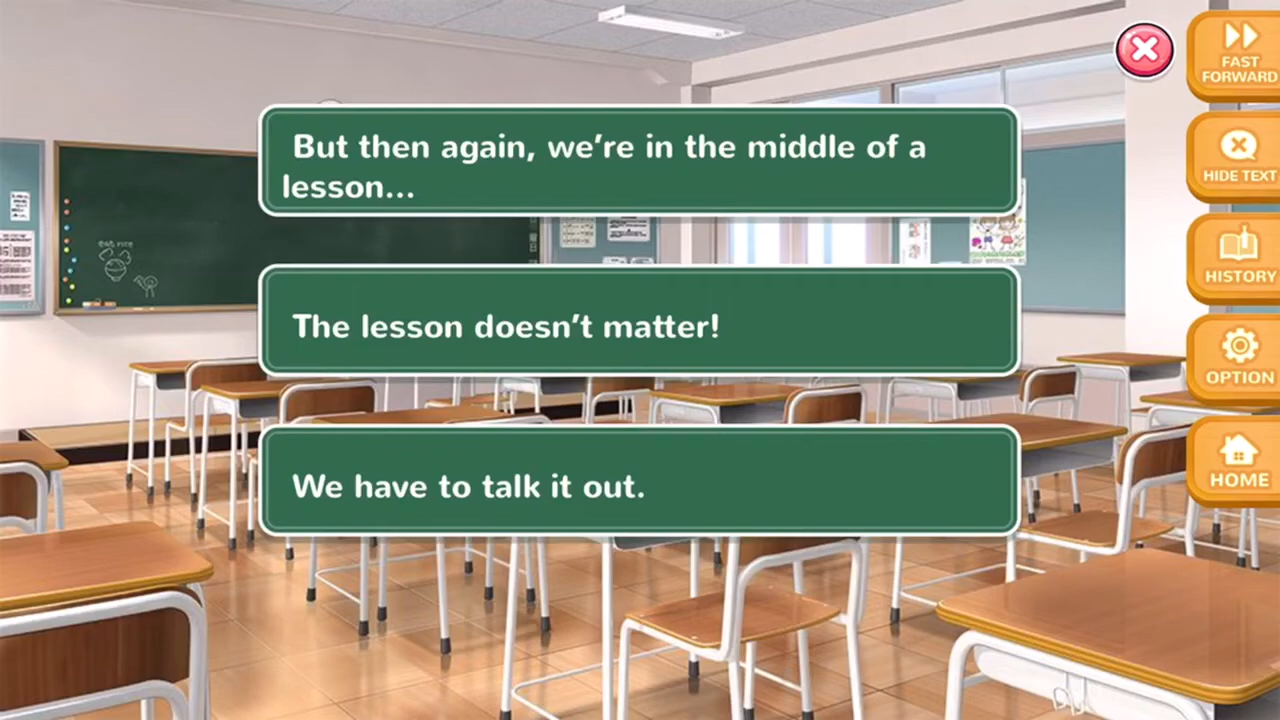 FAST
FORWARD
But then again, we're in the middle of a
lesson...
HIDE TEXT
HISTORY
The lesson doesn't matter!
OPTION
We have to talk it out.
HOME